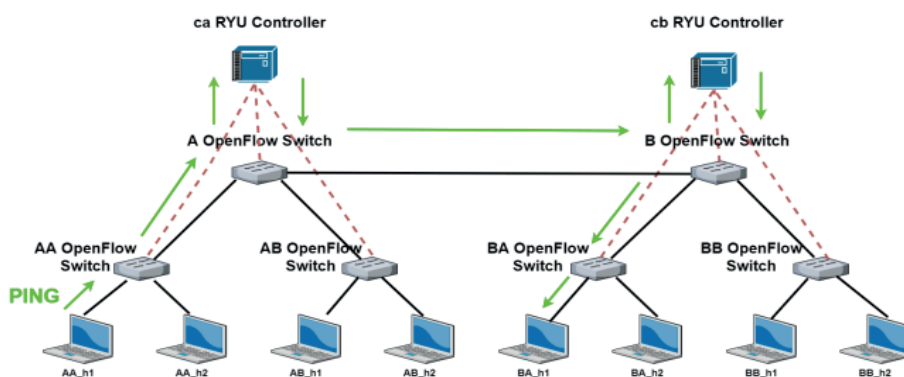 ca RYU Controller
cb RYU Controller
A OpenFlow Switch
B OpenFlow Switch
AA OpenFlow
Switch
AB OpenFlow
Switch
BA OpenFlow
Switch
BB OpenFlow
Switch
PING
AA_h1
AA_h2
AB_h1
AB_h2
BA_h1
BA_h2
BB_h1
BB_h2